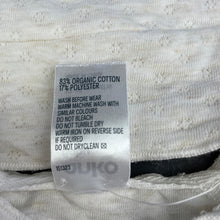 83% ORGANIC COTTON
17% POLYESTER
WASH BEFORE WEAR
WARM MACHINE WASH WITH
SIMILAR COLOURS
DO NOT BLEACH
DO NOT TUMBLE DRY
WARM IRON ON REVERSE SIDE
IF REQUIRED
DO NOT DRYCLEAN